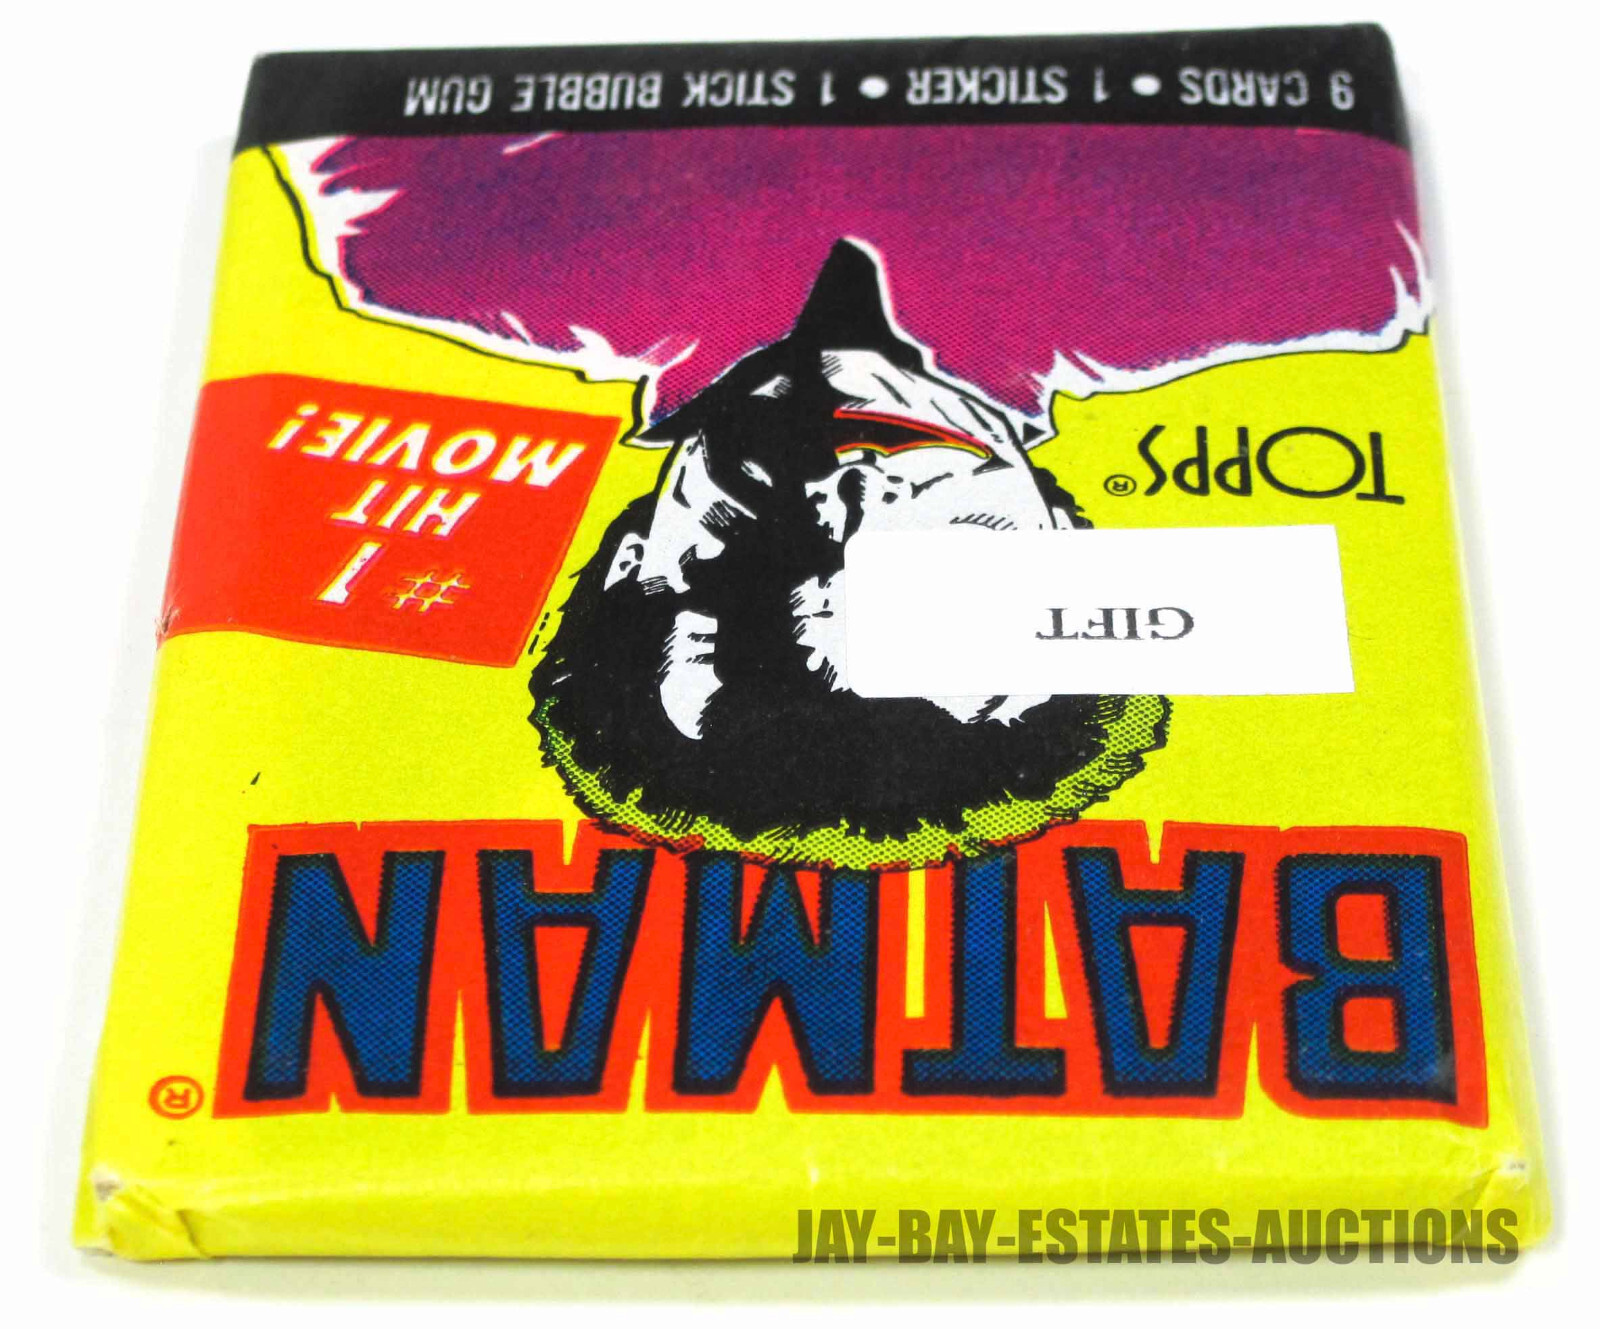 BATMAN®
TOPPS®
GIFT
# 1
HIT
MOVIE!
9 CARDS • 1 STICKER • 1 STICK BUBBLE GUM
JAY-BAY-ESTATES-AUCTIONS